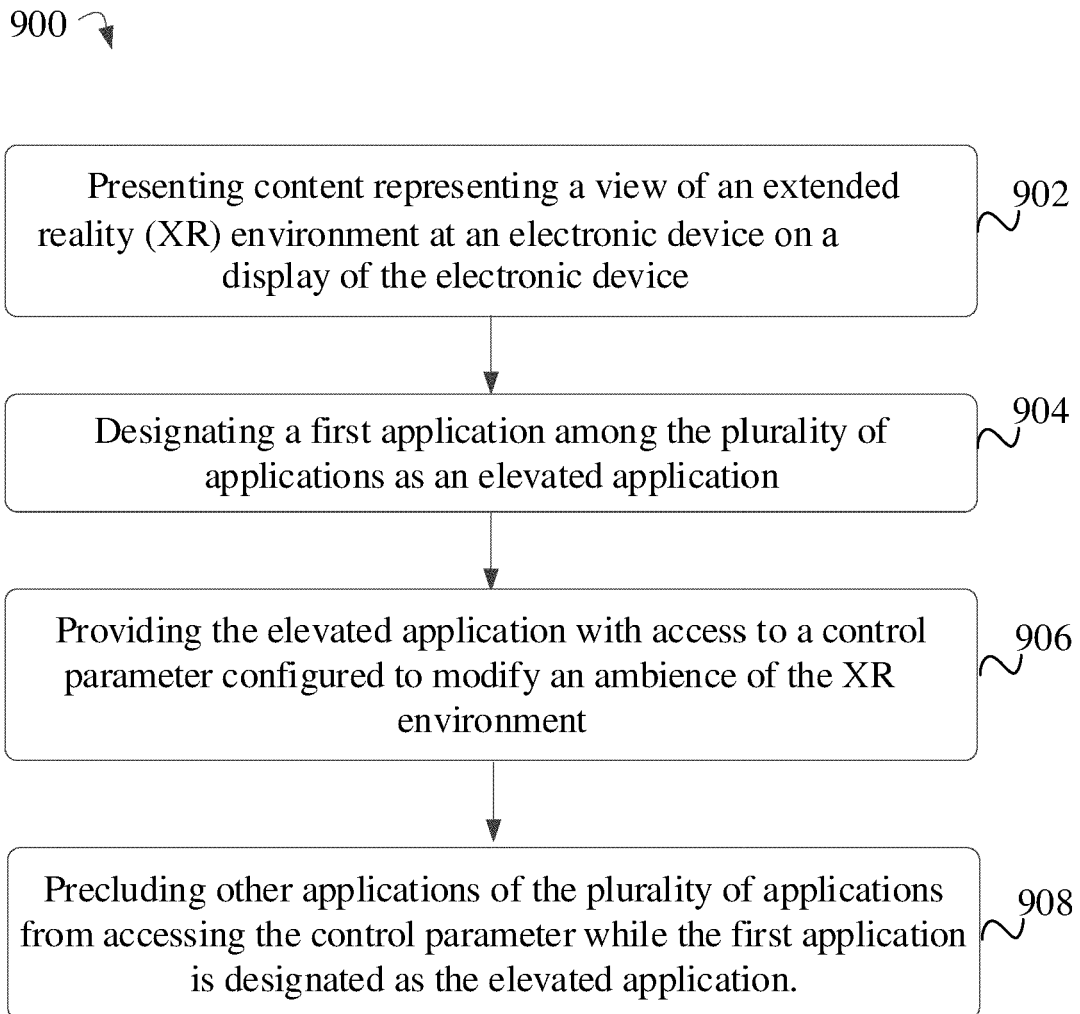 900
Presenting content representing a view of an extended
reality (XR) environment at an electronic device on a
display of the electronic device
902
Designating a first application among the plurality of
applications as an elevated application
904
Providing the elevated application with access to a control
parameter configured to modify an ambience of the XR
environment
906
Precluding other applications of the plurality of applications
from accessing the control parameter while the first application
is designated as the elevated application.
908